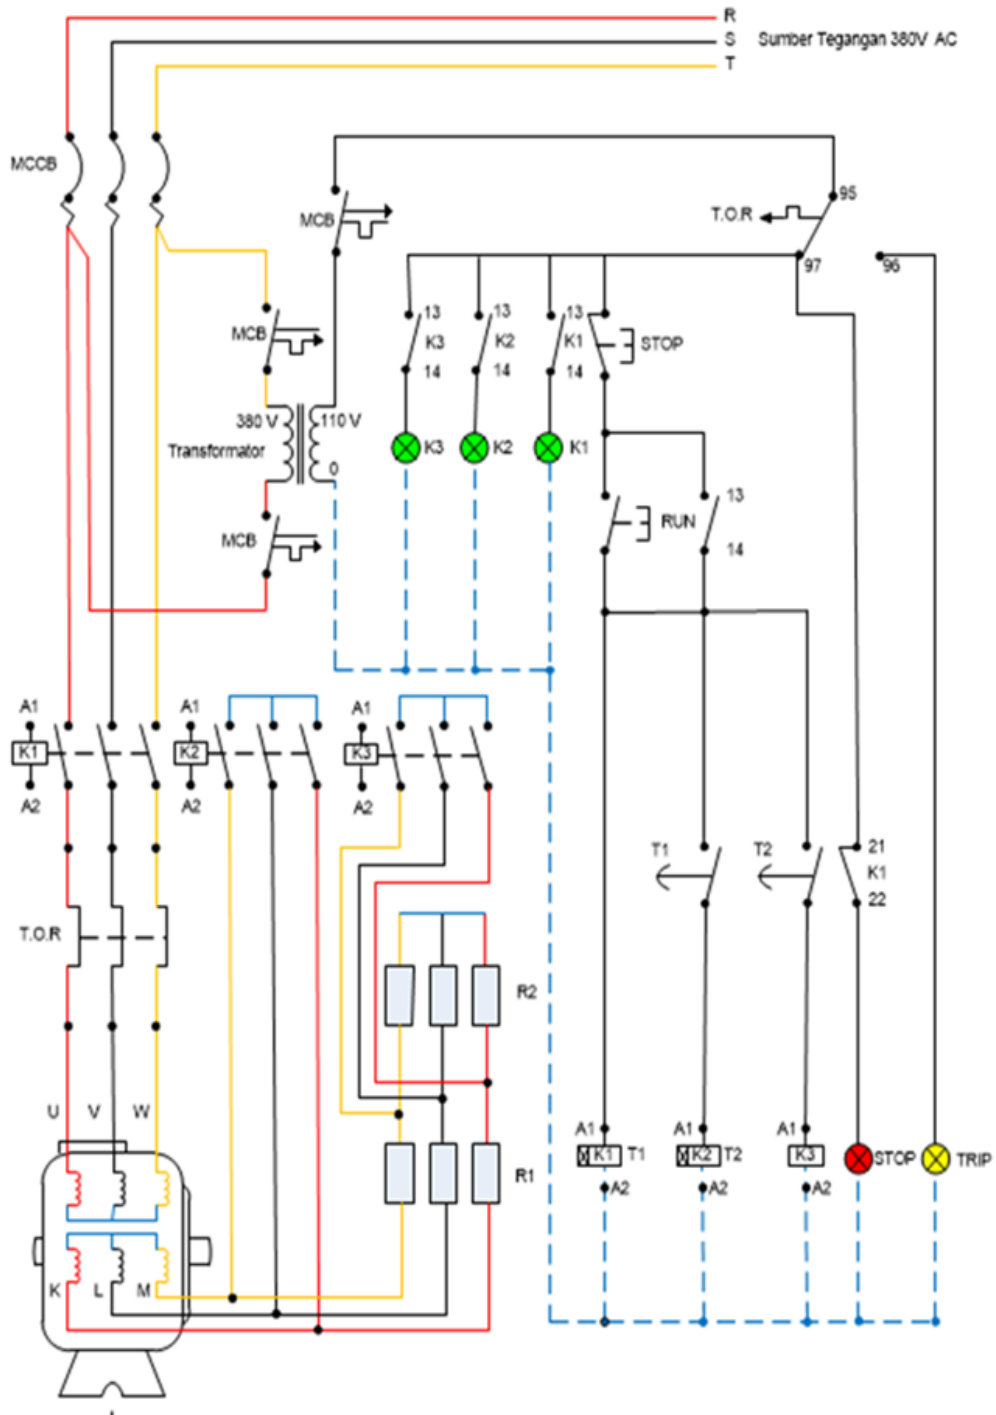 R
S Sumber Tegangan 380V AC
T
MCCB
MCB
T.O.R
95
97
96
MCB
13
K3
14
13
K2
14
13
K1
14
STOP
380 V
110 V
Transformator
0
K3
K2
K1
MCB
RUN
13
14
A1
K1
A2
A1
K2
A2
A1
K3
A2
T1
T2
21
K1
22
T.O.R
R2
U V W
A1
K1 T1
A2
A1
K2 T2
A2
A1
K3
A2
STOP
TRIP
R1
K L M